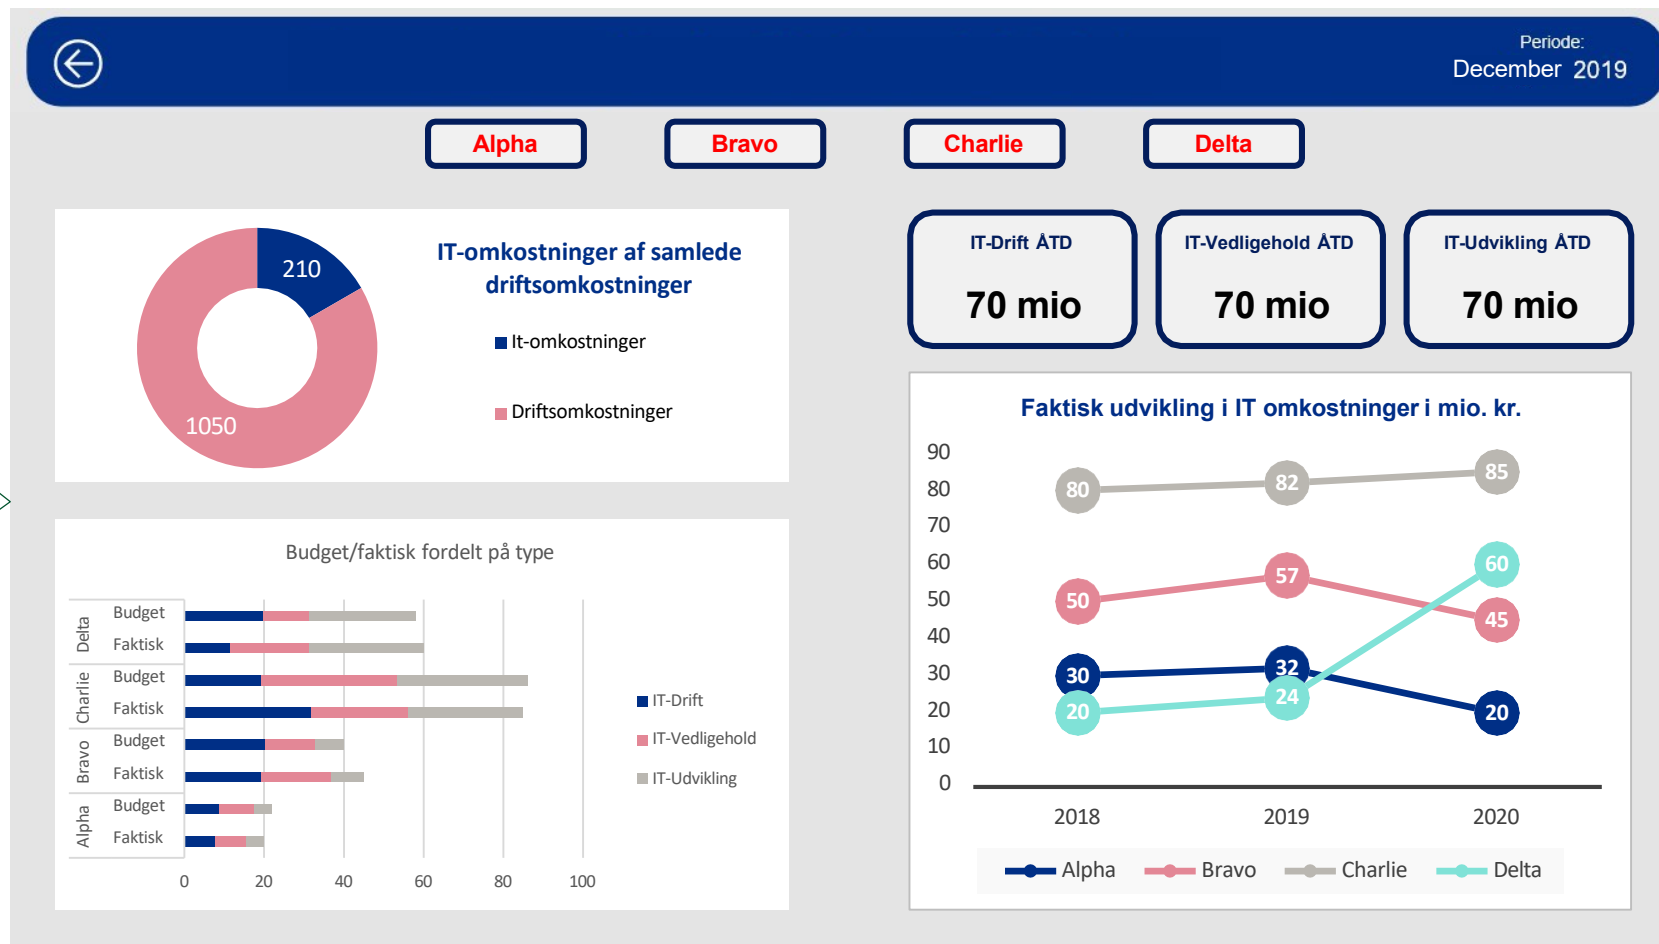 Periode:
December 2019
Alpha
Bravo
Charlie
Delta
210
1050
IT-omkostninger af samlede
driftsomkostninger
It-omkostninger
Driftsomkostninger
IT-Drift ÅTD
70 mio
IT-Vedligehold ÅTD
70 mio
IT-Udvikling ÅTD
70 mio
Budget/faktisk fordelt på type
Delta
Budget
Faktisk
Charlie
Budget
Faktisk
Bravo
Budget
Faktisk
Alpha
Budget
Faktisk
0 20 40 60 80 100
IT-Drift
IT-Vedligehold
IT-Udvikling
Faktisk udvikling i IT omkostninger i mio. kr.
90
80
70
60
50
40
30
20
10
0
80 82 85
50 57 45
30 32 20
20 24 60
2018 2019 2020
Alpha Bravo Charlie Delta